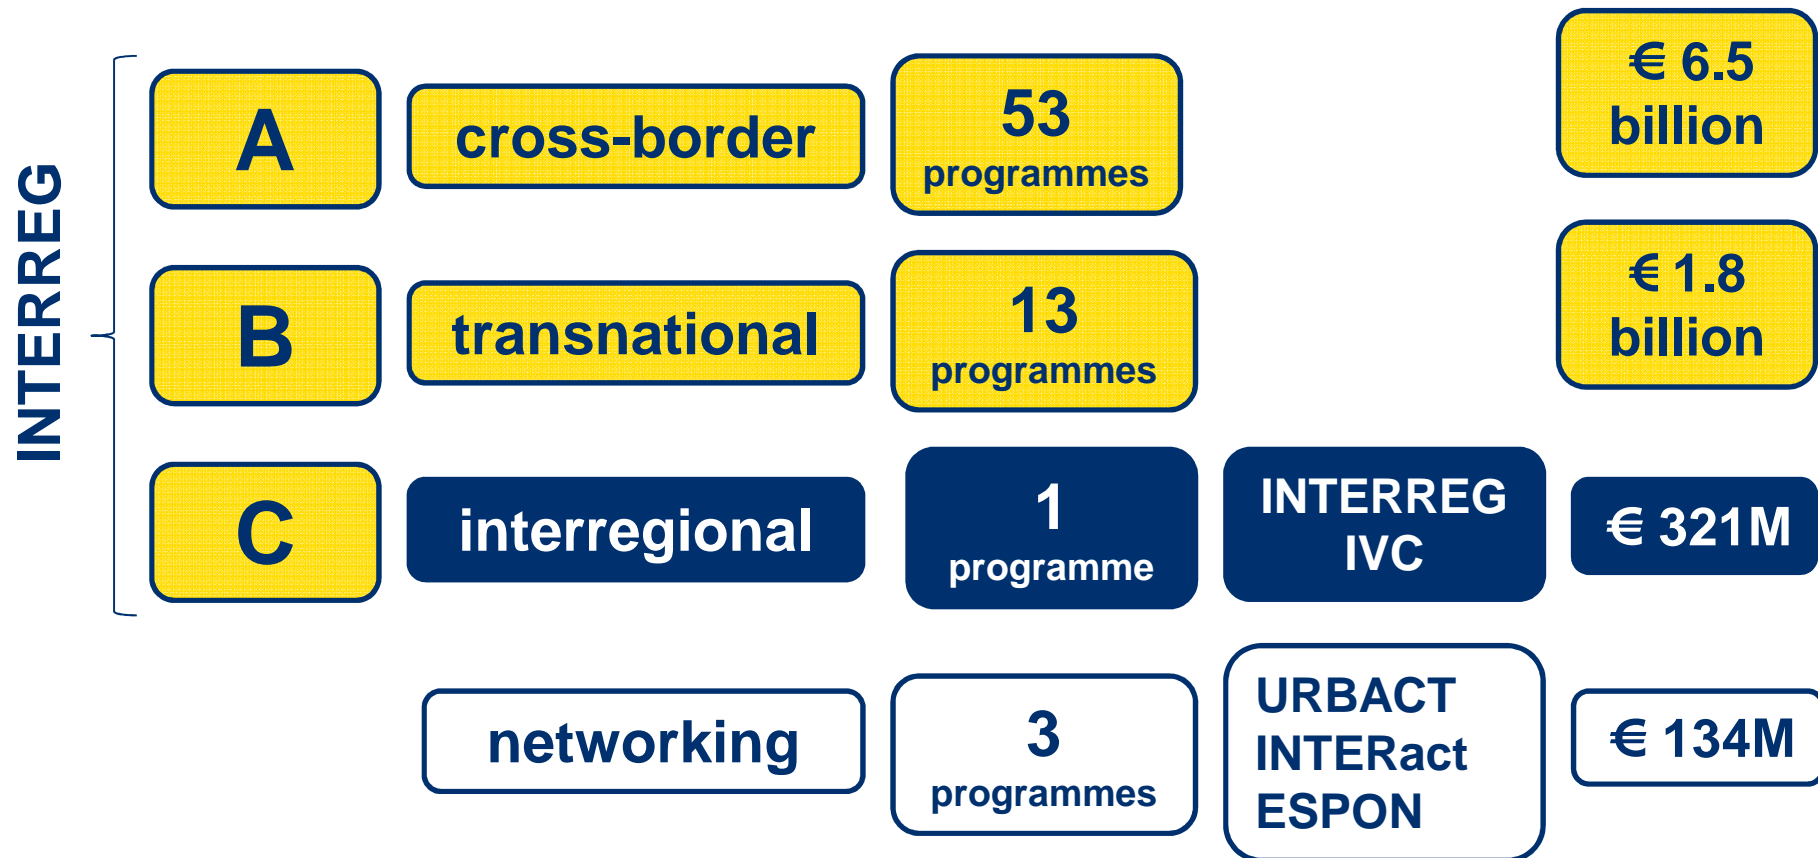 INTERREG
A
cross-border
53
programmes
€ 6.5
billion
B
transnational
13
programmes
€ 1.8
billion
C
interregional
1
programme
INTERREG
IVC
€ 321M
networking
3
programmes
URBACT
INTERact
ESPON
€ 134M